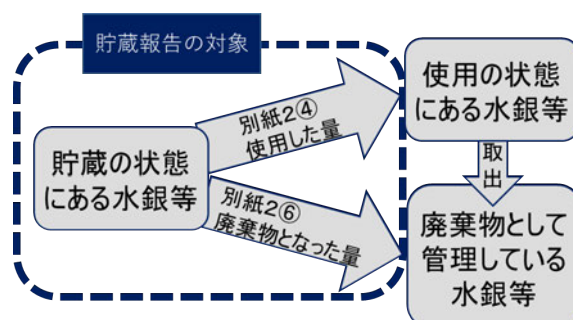 貯蔵報告の対象
貯蔵の状態
にある水銀等
別紙2④
使用した量
別紙2⑥
廃棄物となった量
使用の状態
にある水銀等
取出
廃棄物として
管理している
水銀等